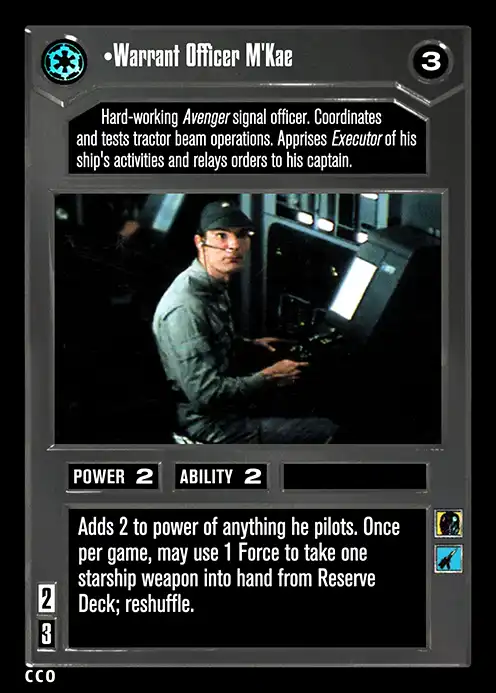 •Warrant Officer M'Kae
3
Hard-working Avenger signal officer. Coordinates
and tests tractor beam operations. Apprises Executor of his
ship's activities and relays orders to his captain.
POWER 2 ABILITY 2
Adds 2 to power of anything he pilots. Once
per game, may use 1 Force to take one
starship weapon into hand from Reserve
Deck; reshuffle.
2
3
CCO